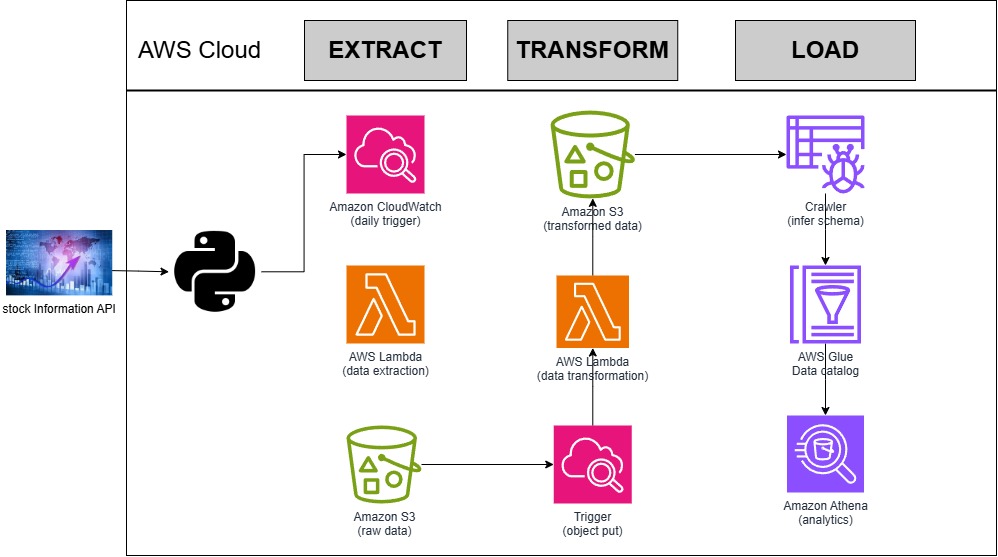 AWS Cloud
EXTRACT
TRANSFORM
LOAD
stock Information API
Amazon CloudWatch
(daily trigger)
AWS Lambda
(data extraction)
Amazon S3
(raw data)
Amazon S3
(transformed data)
AWS Lambda
(data transformation)
Trigger
(object put)
Crawler
(infer schema)
AWS Glue
Data catalog
Amazon Athena
(analytics)